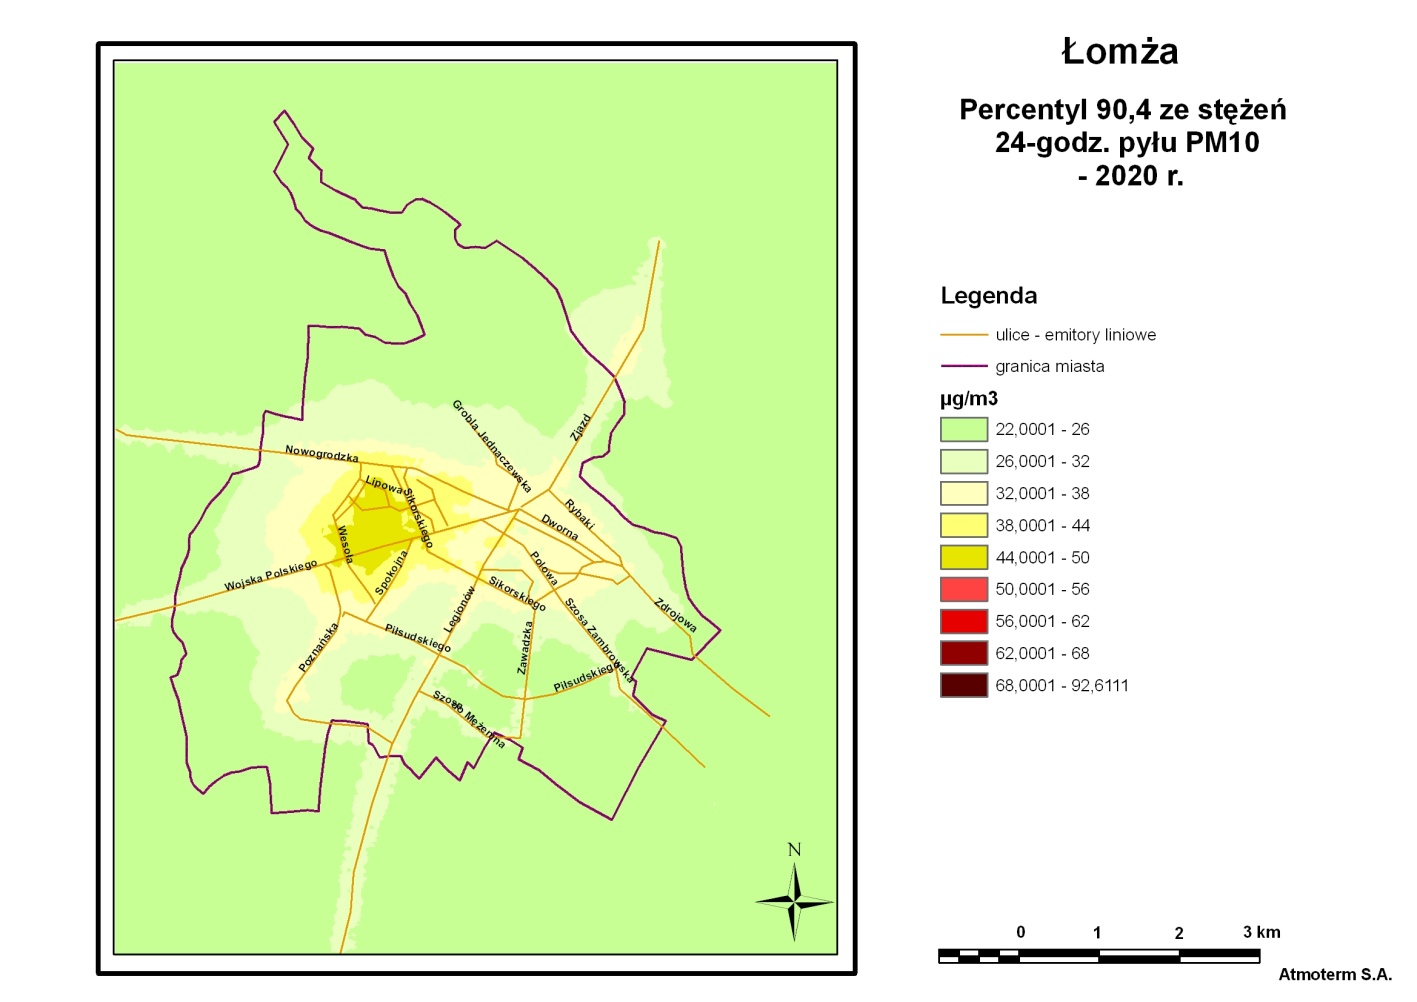 Łomża
Percentyl 90,4 ze stężeń
24-godz. pyłu PM10
- 2020 r.
Legenda
ulice - emitory liniowe
granica miasta
µg/m3
22,0001 - 26
26,0001 - 32
32,0001 - 38
38,0001 - 44
44,0001 - 50
50,0001 - 56
56,0001 - 62
62,0001 - 68
68,0001 - 92,6111
Grobla Jednaczewska
Zjazd
Nowogrodzka
Lipowa
Sikorskiego
Rybaki
Dworna
Wesoła
Spokojna
Polowa
Wojska Polskiego
Sikorskiego
Legionów
Szosa Zambrowska
Zdrojowa
Poznańska
Piłsudskiego
Zawadzka
Piłsudskiego
Szosa do Mężenina
N
0 1 2 3 km
Atmoterm S.A.